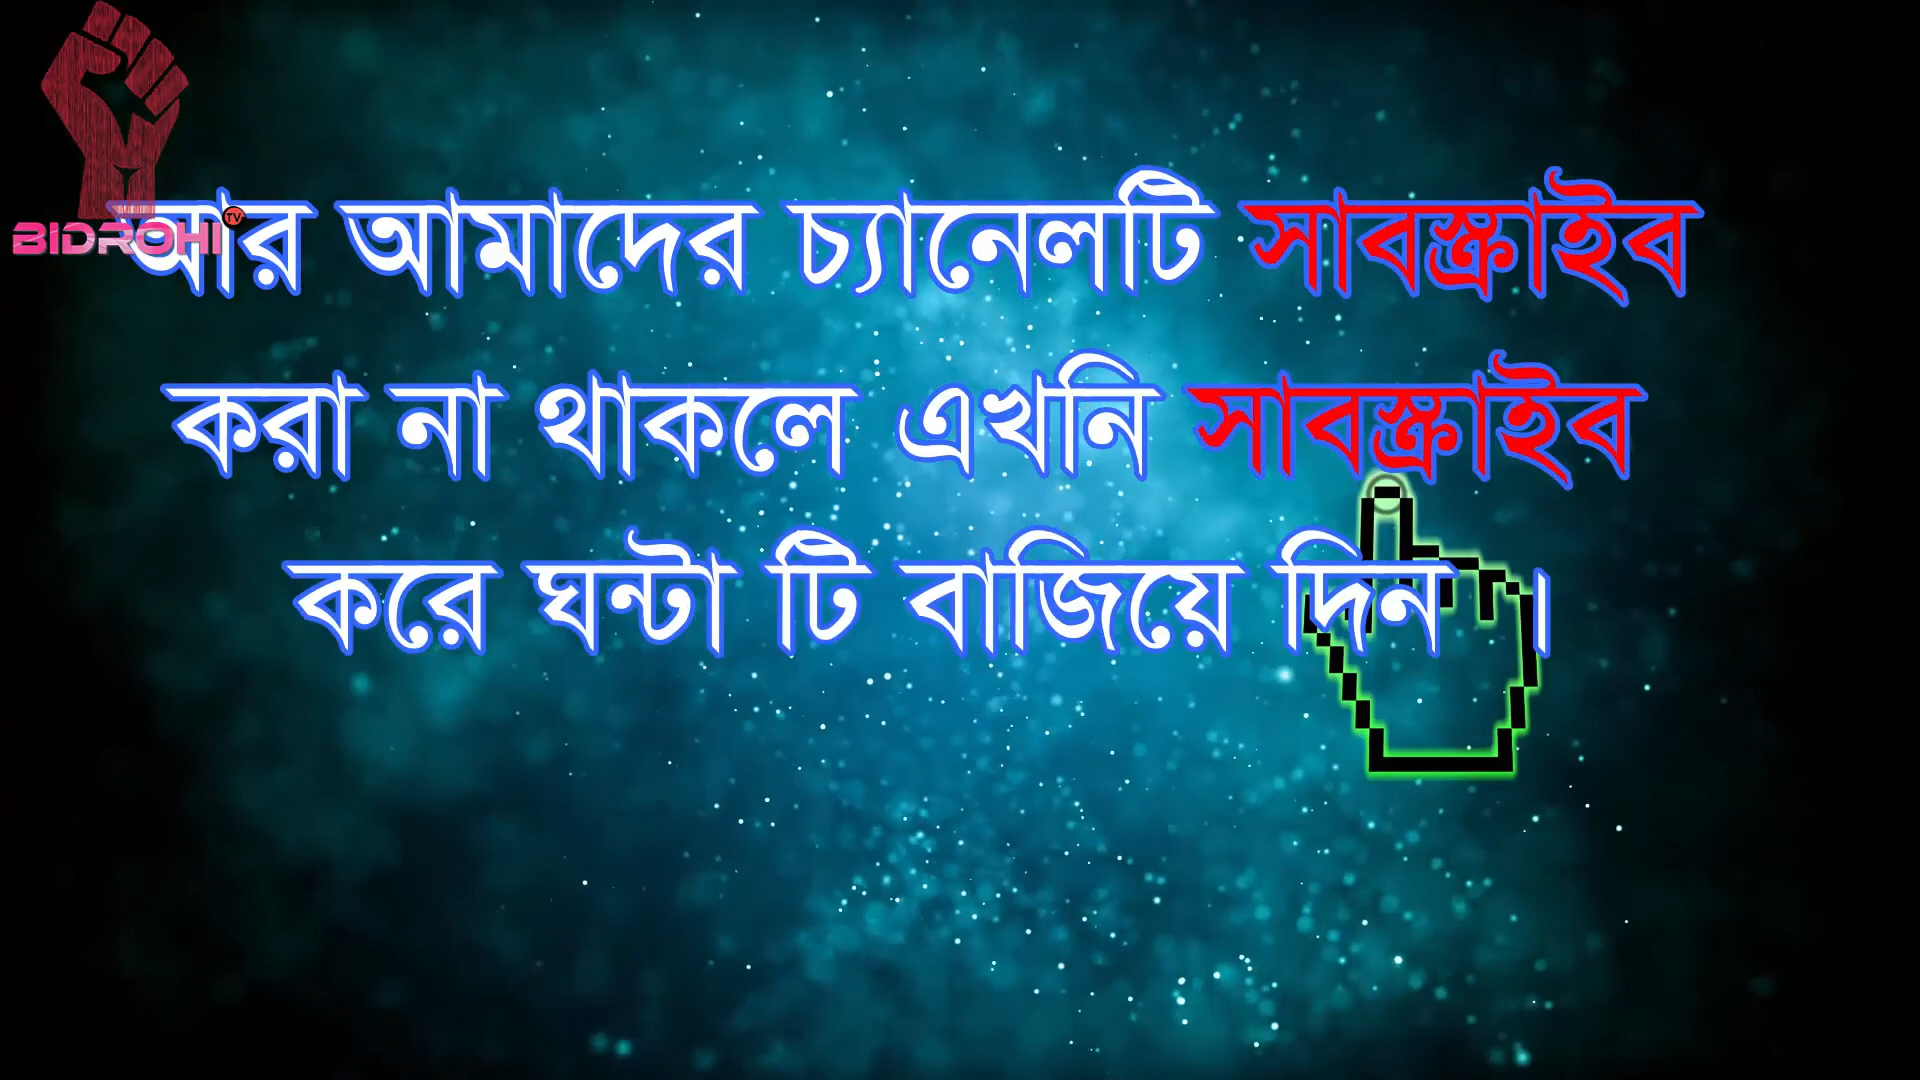 TV
BIDROHI
আর আমাদের চ্যানেলটি সাবস্ক্রাইব
করা না থাকলে এখনি সাবস্ক্রাইব
করে ঘন্টা টি বাজিয়ে দিন ।